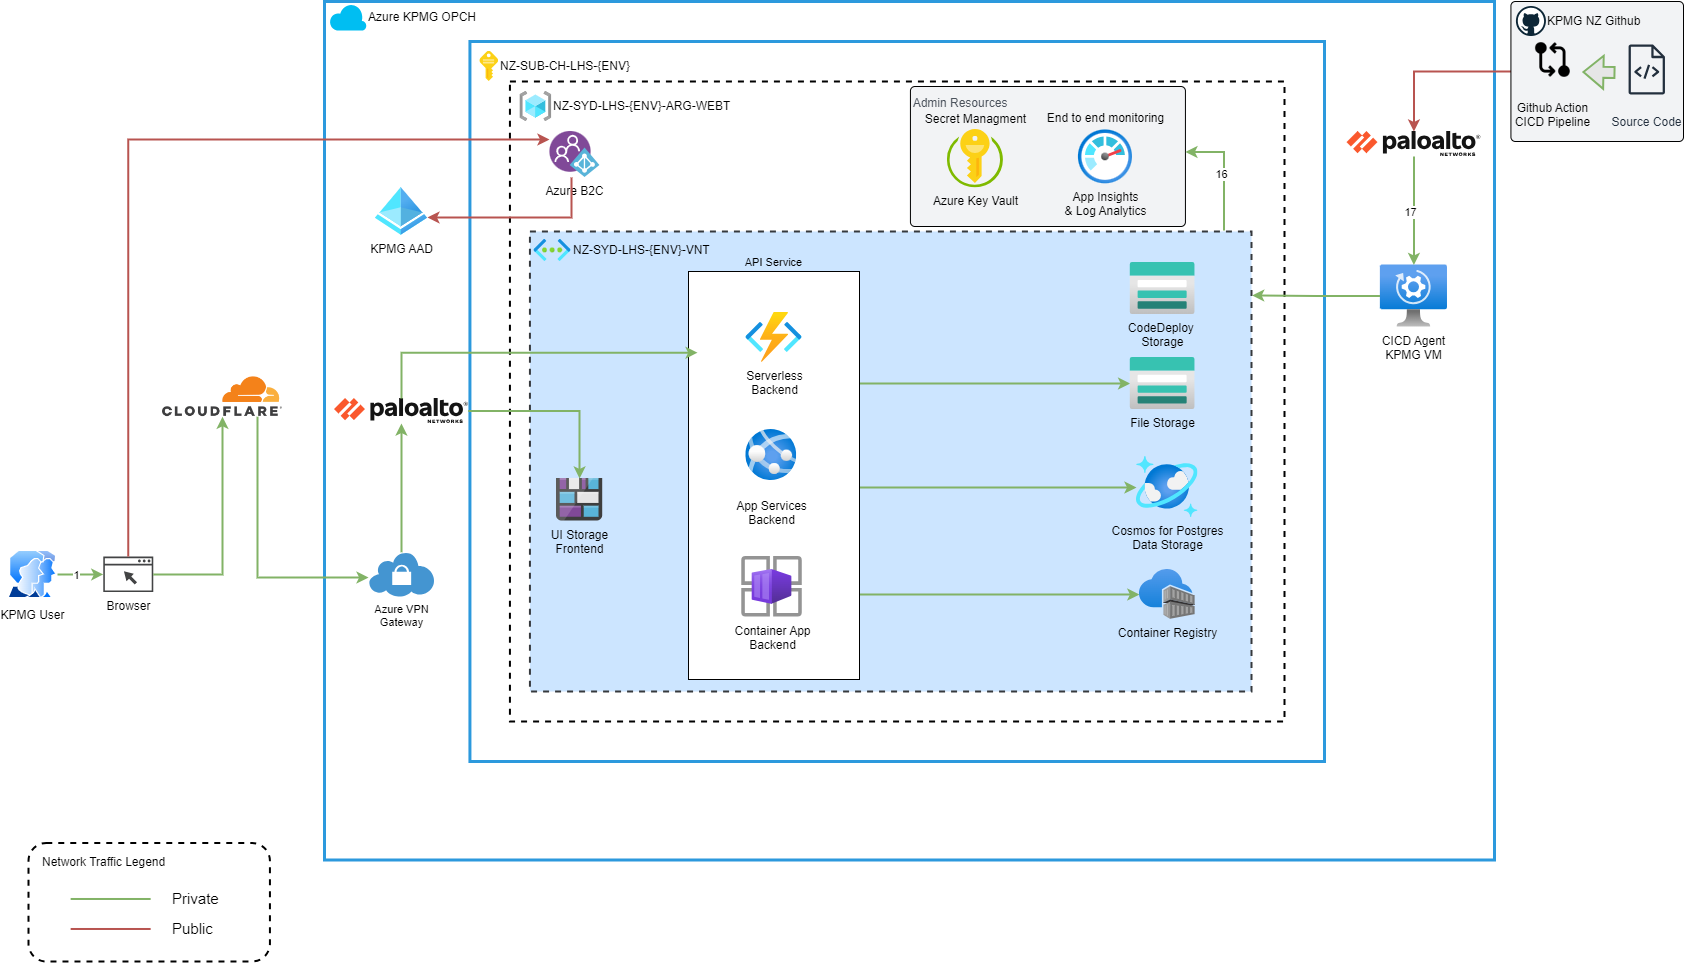 Azure KPMG OPCH
KPMG NZ Github
Github Action
CICD Pipeline
Source Code
NZ-SUB-CH-LHS-{ENV}
NZ-SYD-LHS-{ENV}-ARG-WEBT
Admin Resources
Secret Managment
End to end monitoring
Azure Key Vault
App Insights
& Log Analytics
paloalto
NETWORKS
16
17
Azure B2C
KPMG AAD
NZ-SYD-LHS-{ENV}-VNT
API Service
CodeDeploy
Storage
CICD Agent
KPMG VM
Serverless
Backend
CLOUDFLARE
paloalto
NETWORKS
File Storage
App Services
Backend
UI Storage
Frontend
Cosmos for Postgres
Data Storage
1
KPMG User
Browser
Azure VPN
Gateway
Container App
Backend
Container Registry
Network Traffic Legend
Private
Public